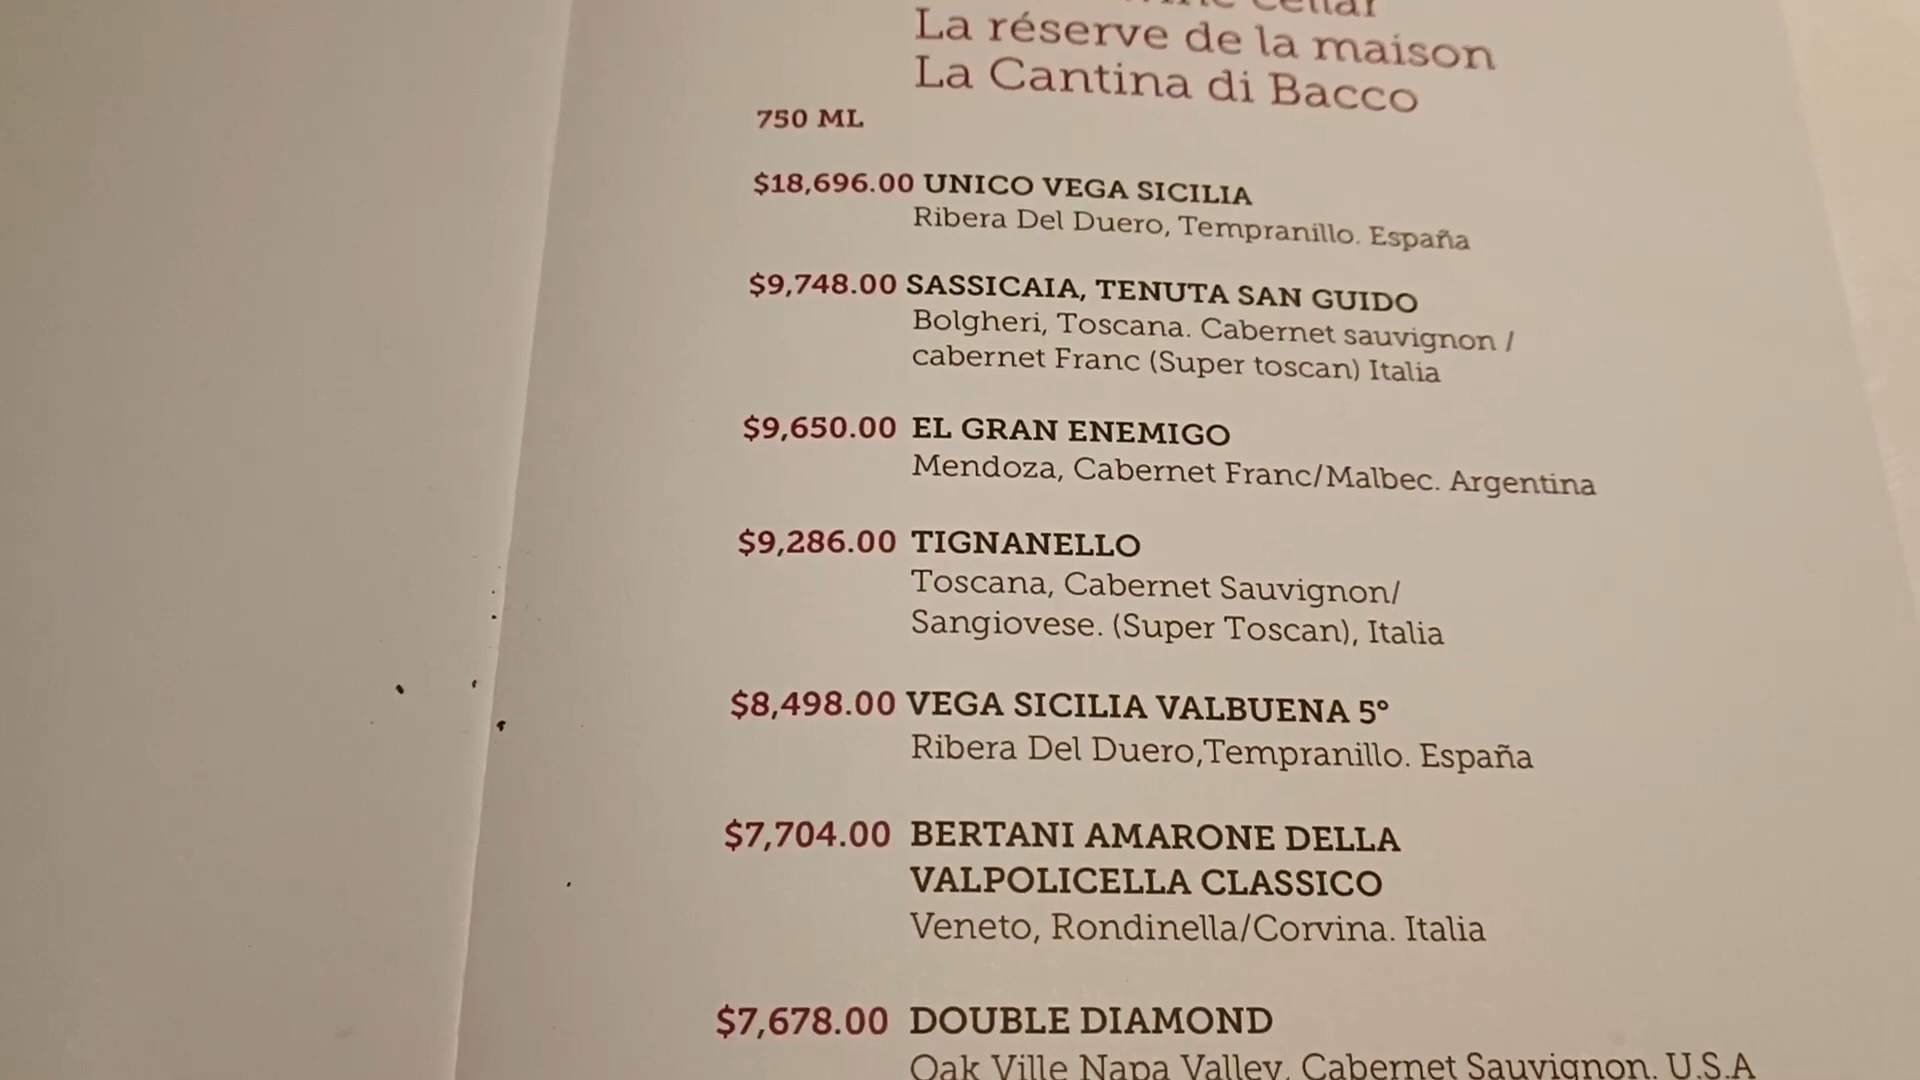 cellar
La réserve de la maison
La Cantina di Bacco
750 ML
$18,696.00 UNICO VEGA SICILIA
Ribera Del Duero, Tempranillo. España
$9,748.00 SASSICAIA, TENUTA SAN GUIDO
Bolgheri, Toscana. Cabernet sauvignon /
cabernet Franc (Super toscan) Italia
$9,650.00 EL GRAN ENEMIGO
Mendoza, Cabernet Franc/Malbec. Argentina
$9,286.00 TIGNANELLO
Toscana, Cabernet Sauvignon/
Sangiovese. (Super Toscan), Italia
$8,498.00 VEGA SICILIA VALBUENA 5°
Ribera Del Duero,Tempranillo. España
$7,704.00 BERTANI AMARONE DELLA
VALPOLICELLA CLASSICO
Veneto, Rondinella/Corvina. Italia
$7,678.00 DOUBLE DIAMOND
Oak Ville Napa Valley, Cabernet Sauvignon. U.S.A